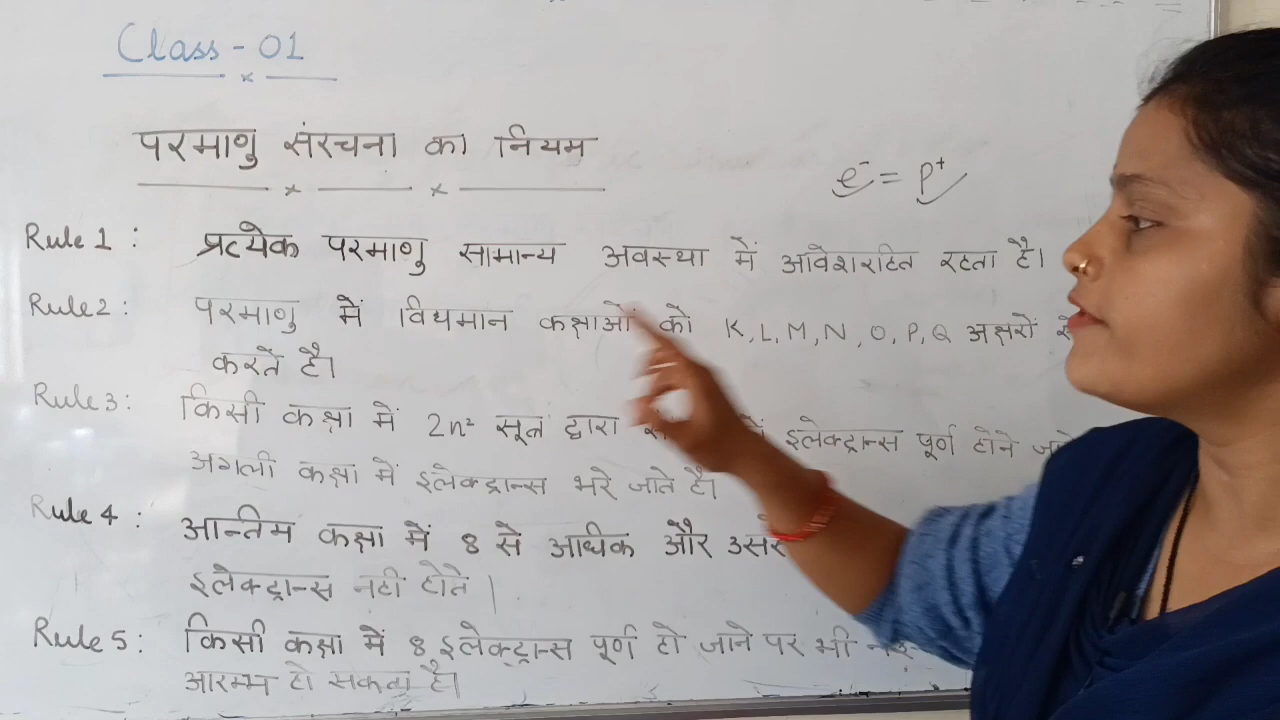 Class - 01
परमाणु संरचना का नियम
e⁻ = p⁺
Rule 1 : प्रत्येक परमाणु सामान्य अवस्था में आवेशरहित रहता है।
Rule 2 : परमाणु में विधमान कक्षाओं को K, L, M, N, O, P, Q अक्षरों
करते है।
Rule 3 : किसी कक्षा में 2n² सूत्र द्वारा इलेक्ट्रान्स पूर्ण होने
अगली कक्षा में इलेक्ट्रान्स भरे जाते है।
Rule 4 : अन्तिम कक्षा में 8 से अधिक और
इलेक्ट्रान्स नहीं होते |
Rule 5 : किसी कक्षा में 8 इलेक्ट्रान्स पूर्ण हो जाने पर भी
आरम्भ हो सकता है।